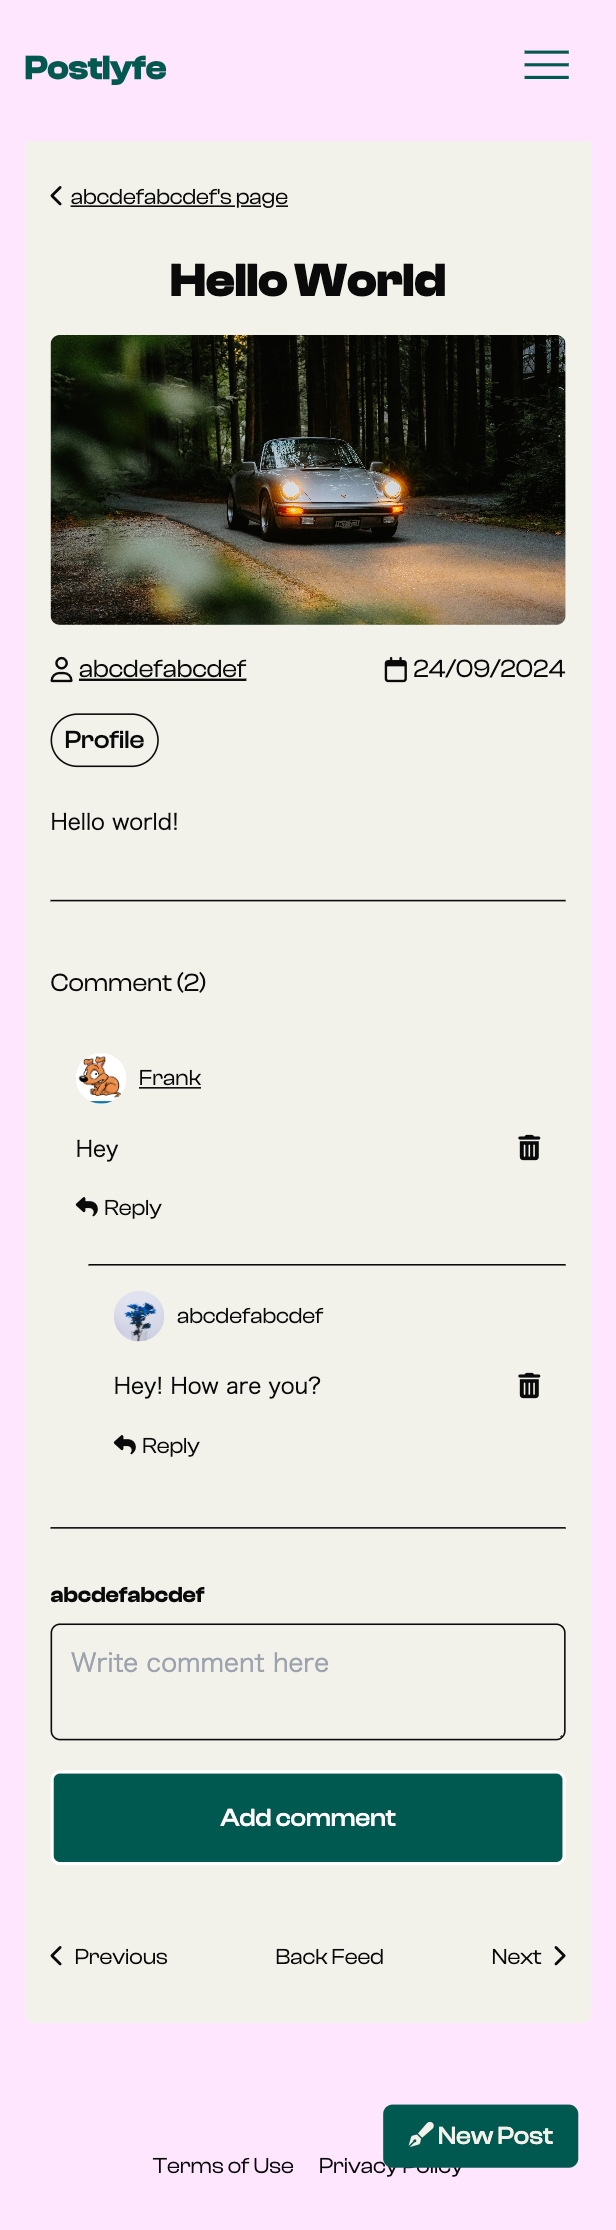 Postlyfe
abcdefabcdef's page
Hello World
abcdefabcdef 24/09/2024
Profile
Hello world!
Comment (2)
Frank
Hey
Reply
abcdefabcdef
Hey! How are you?
Reply
abcdefabcdef
Write comment here
Add comment
Previous Back Feed Next
New Post
Terms of Use Privacy Policy